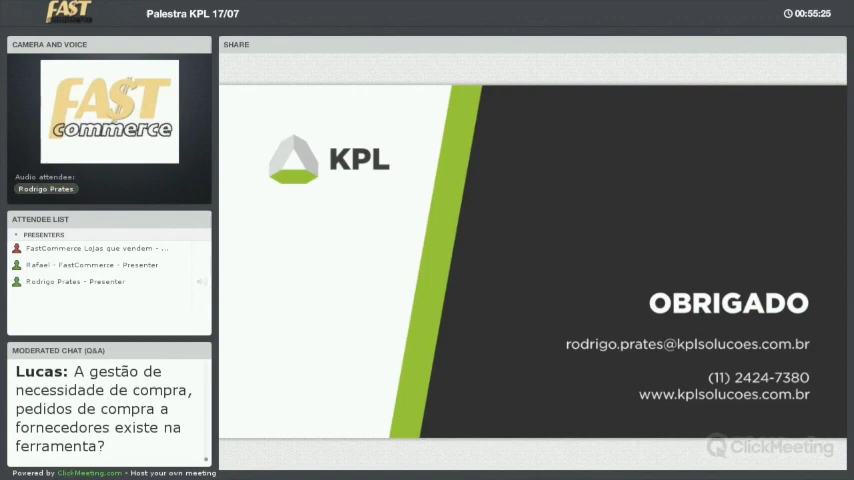 FAST
commerce
Palestra KPL 17/07
00:55:25
CAMERA AND VOICE
SHARE
FA$T
commerce
Audio attendee:
Rodrigo Prates
KPL
ATTENDEE LIST
PRESENTERS
FastCommerce Lojas que vendem - ...
Rafael - FastCommerce - Presenter
Rodrigo Prates - Presenter
OBRIGADO
rodrigo.prates@kplsolucoes.com.br
(11) 2424-7380
www.kplsolucoes.com.br
MODERATED CHAT (Q&A)
Lucas: A gestão de
necessidade de compra,
pedidos de compra a
fornecedores existe na
ferramenta?
ClickMeeting
Powered by ClickMeeting.com - Host your own meeting